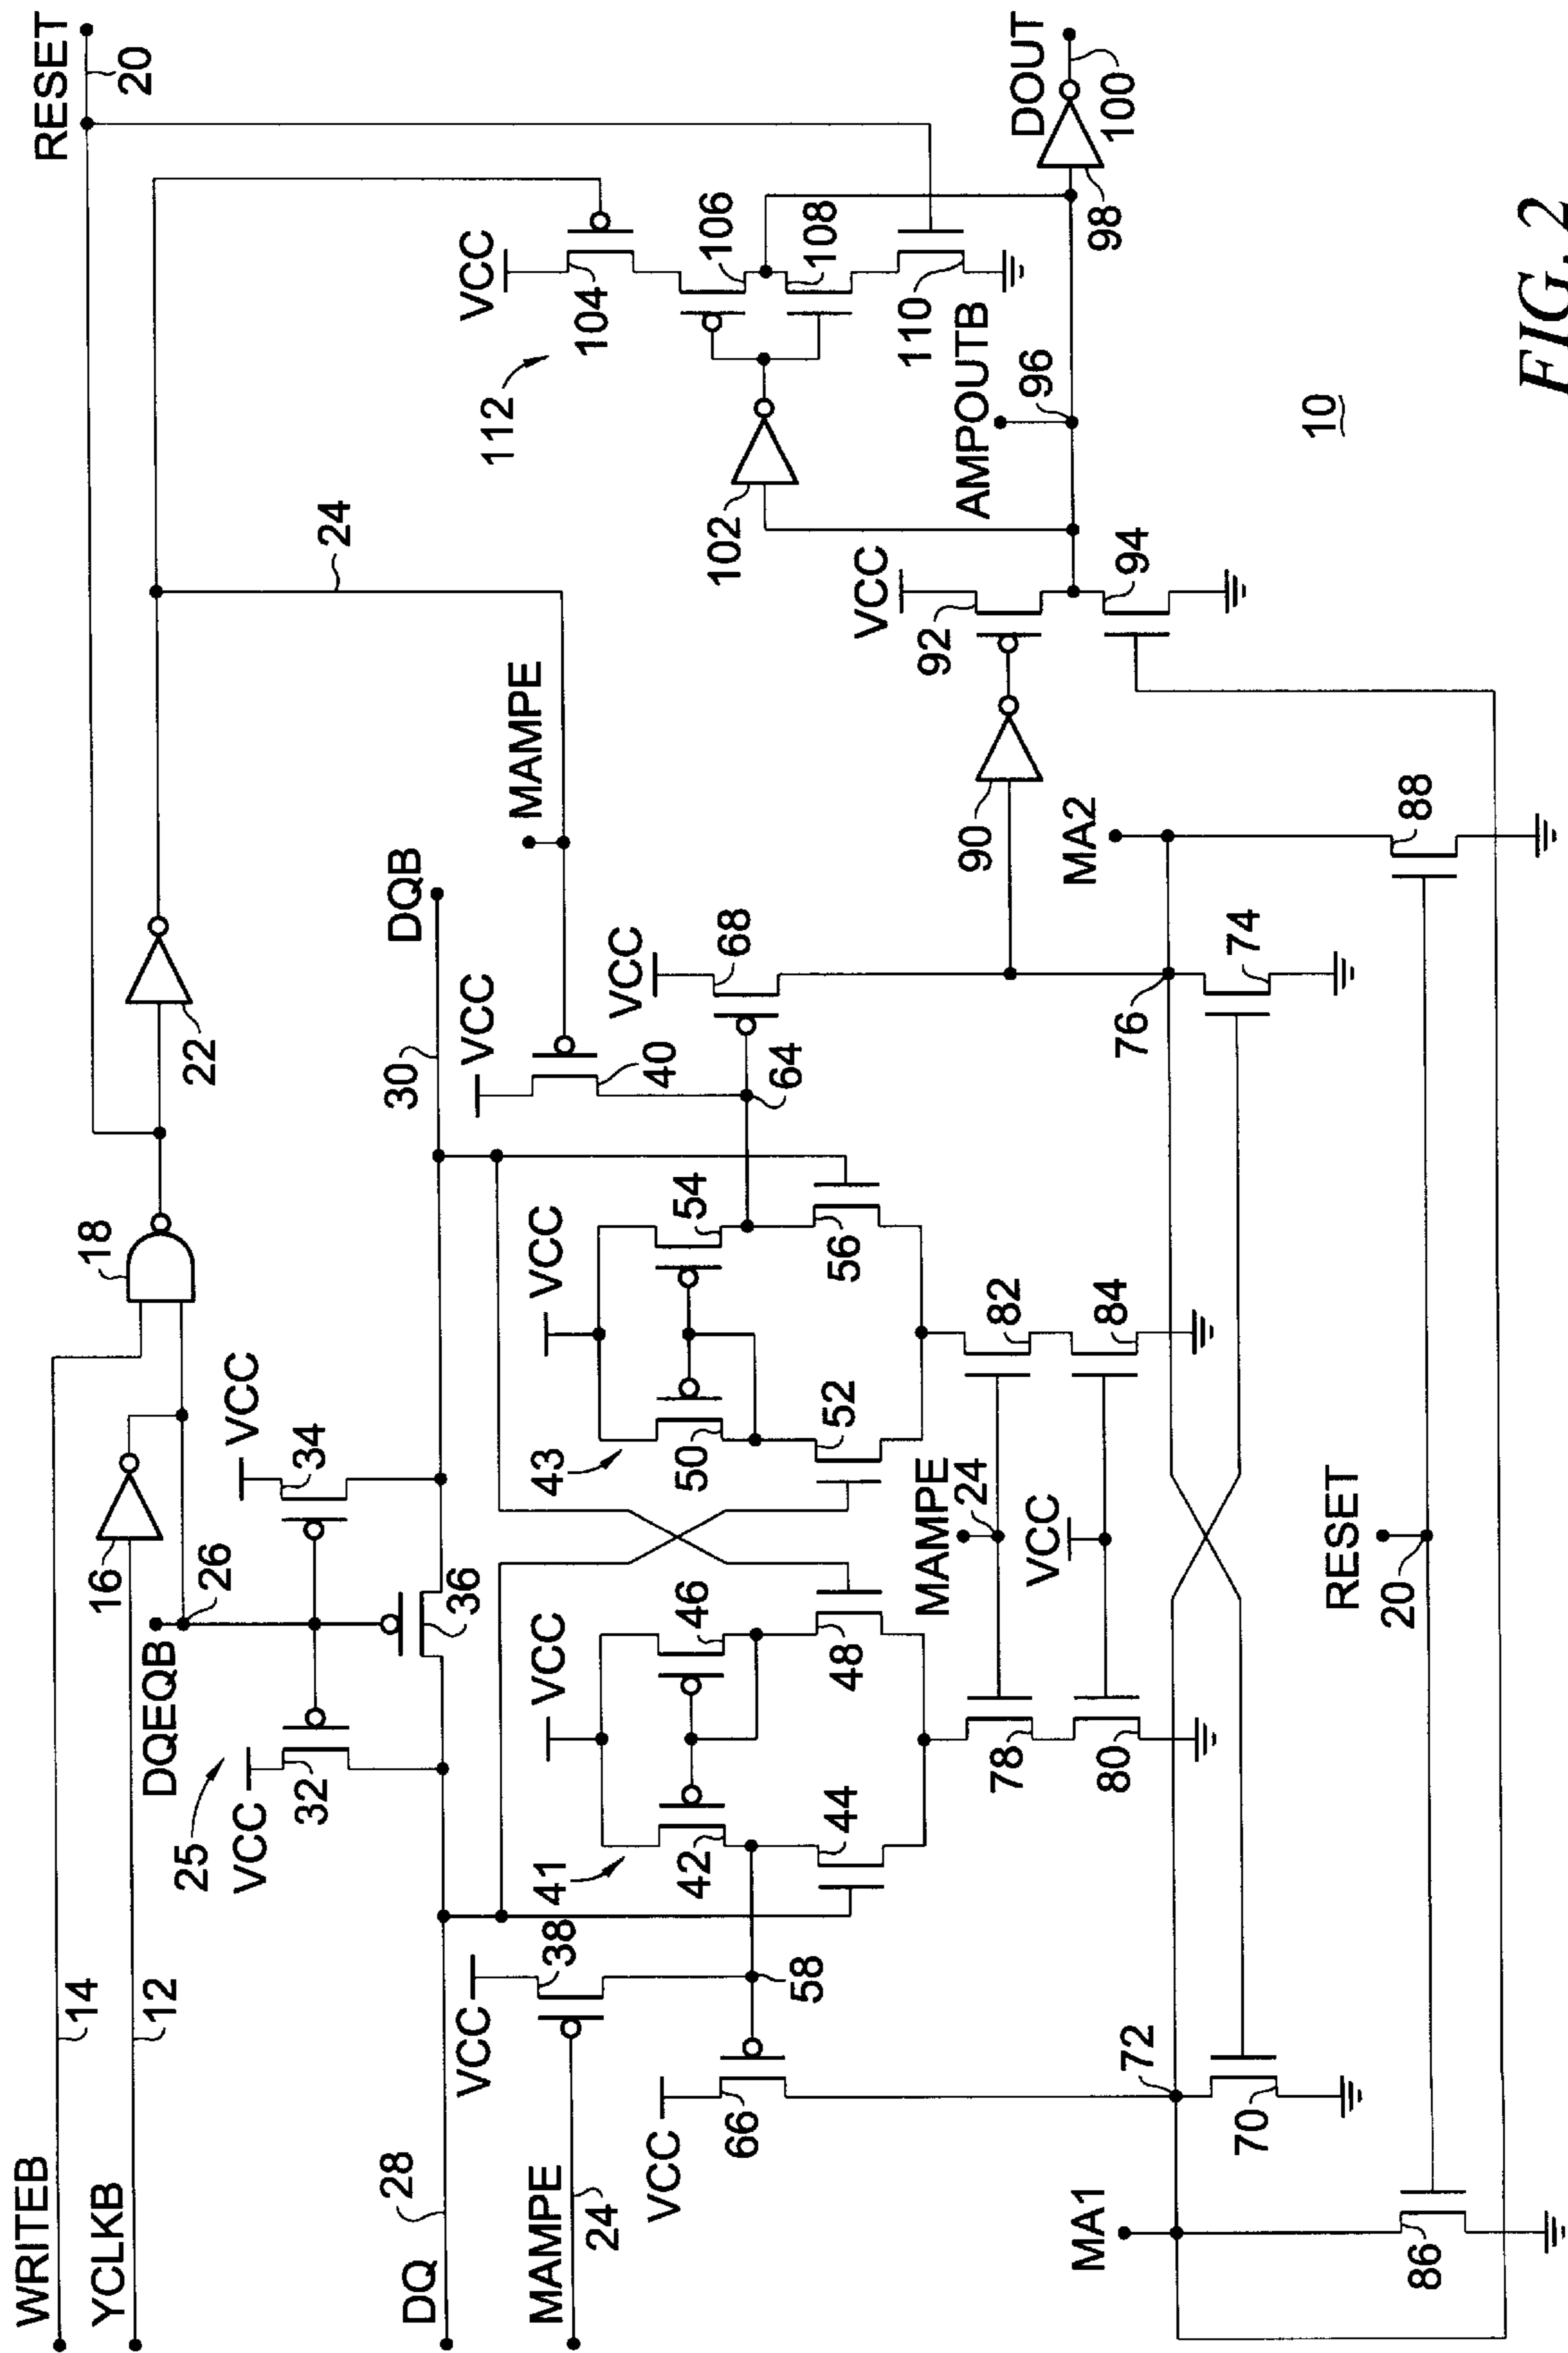 RESET
20
WRITEB
14
YCLKB
12
16
18
22
24
DQEQB
26
25
VCC
32
VCC
34
36
DQ
28
DQB
30
MAMPE
24
VCC
38
VCC
40
MAMPE
41
VCC
42
46
44
48
43
VCC
50
54
52
56
58
64
VCC
66
VCC
68
MAMPE
24
VCC
78
80
82
84
72
70
76
74
MA1
86
MA2
88
RESET
20
90
VCC
92
94
102
112
VCC
104
106
108
110
AMPOUTB
96
98
DOUT
100
10
FIG. 2